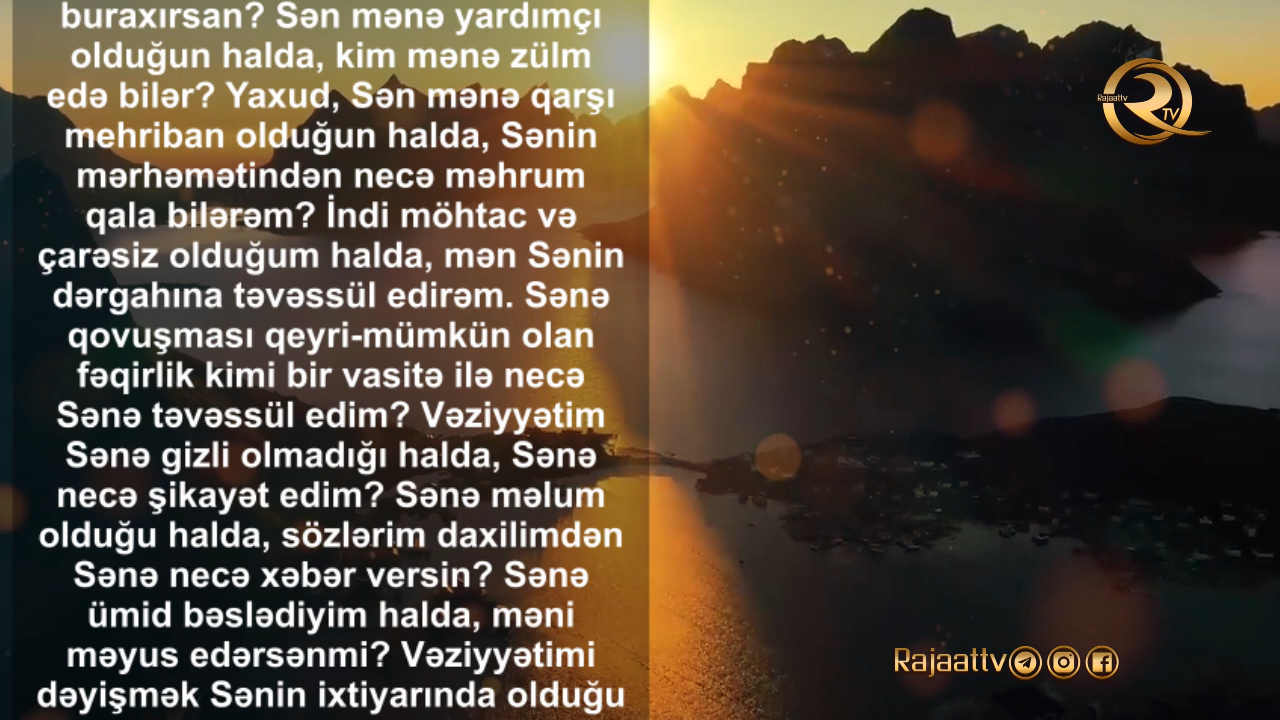 buraxırsan? Sən mənə yardımçı
olduğun halda, kim mənə zülm
edə bilər? Yaxud, Sən mənə qarşı
mehriban olduğun halda, Sənin
mərhəmətindən necə məhrum
qala bilərəm? İndi möhtac və
çarəsiz olduğum halda, mən Sənin
dərgahına təvəssül edirəm. Sənə
qovuşması qeyri-mümkün olan
fəqirlik kimi bir vasitə ilə necə
Sənə təvəssül edim? Vəziyyətim
Sənə gizli olmadığı halda, Sənə
necə şikayət edim? Sənə məlum
olduğu halda, sözlərim daxilimdən
Sənə necə xəbər versin? Sənə
ümid bəslədiyim halda, məni
məyus edərsənmi? Vəziyyətimi
dəyişmək Sənin ixtiyarında olduğu
Rajaattv
R TV
Rajaattv